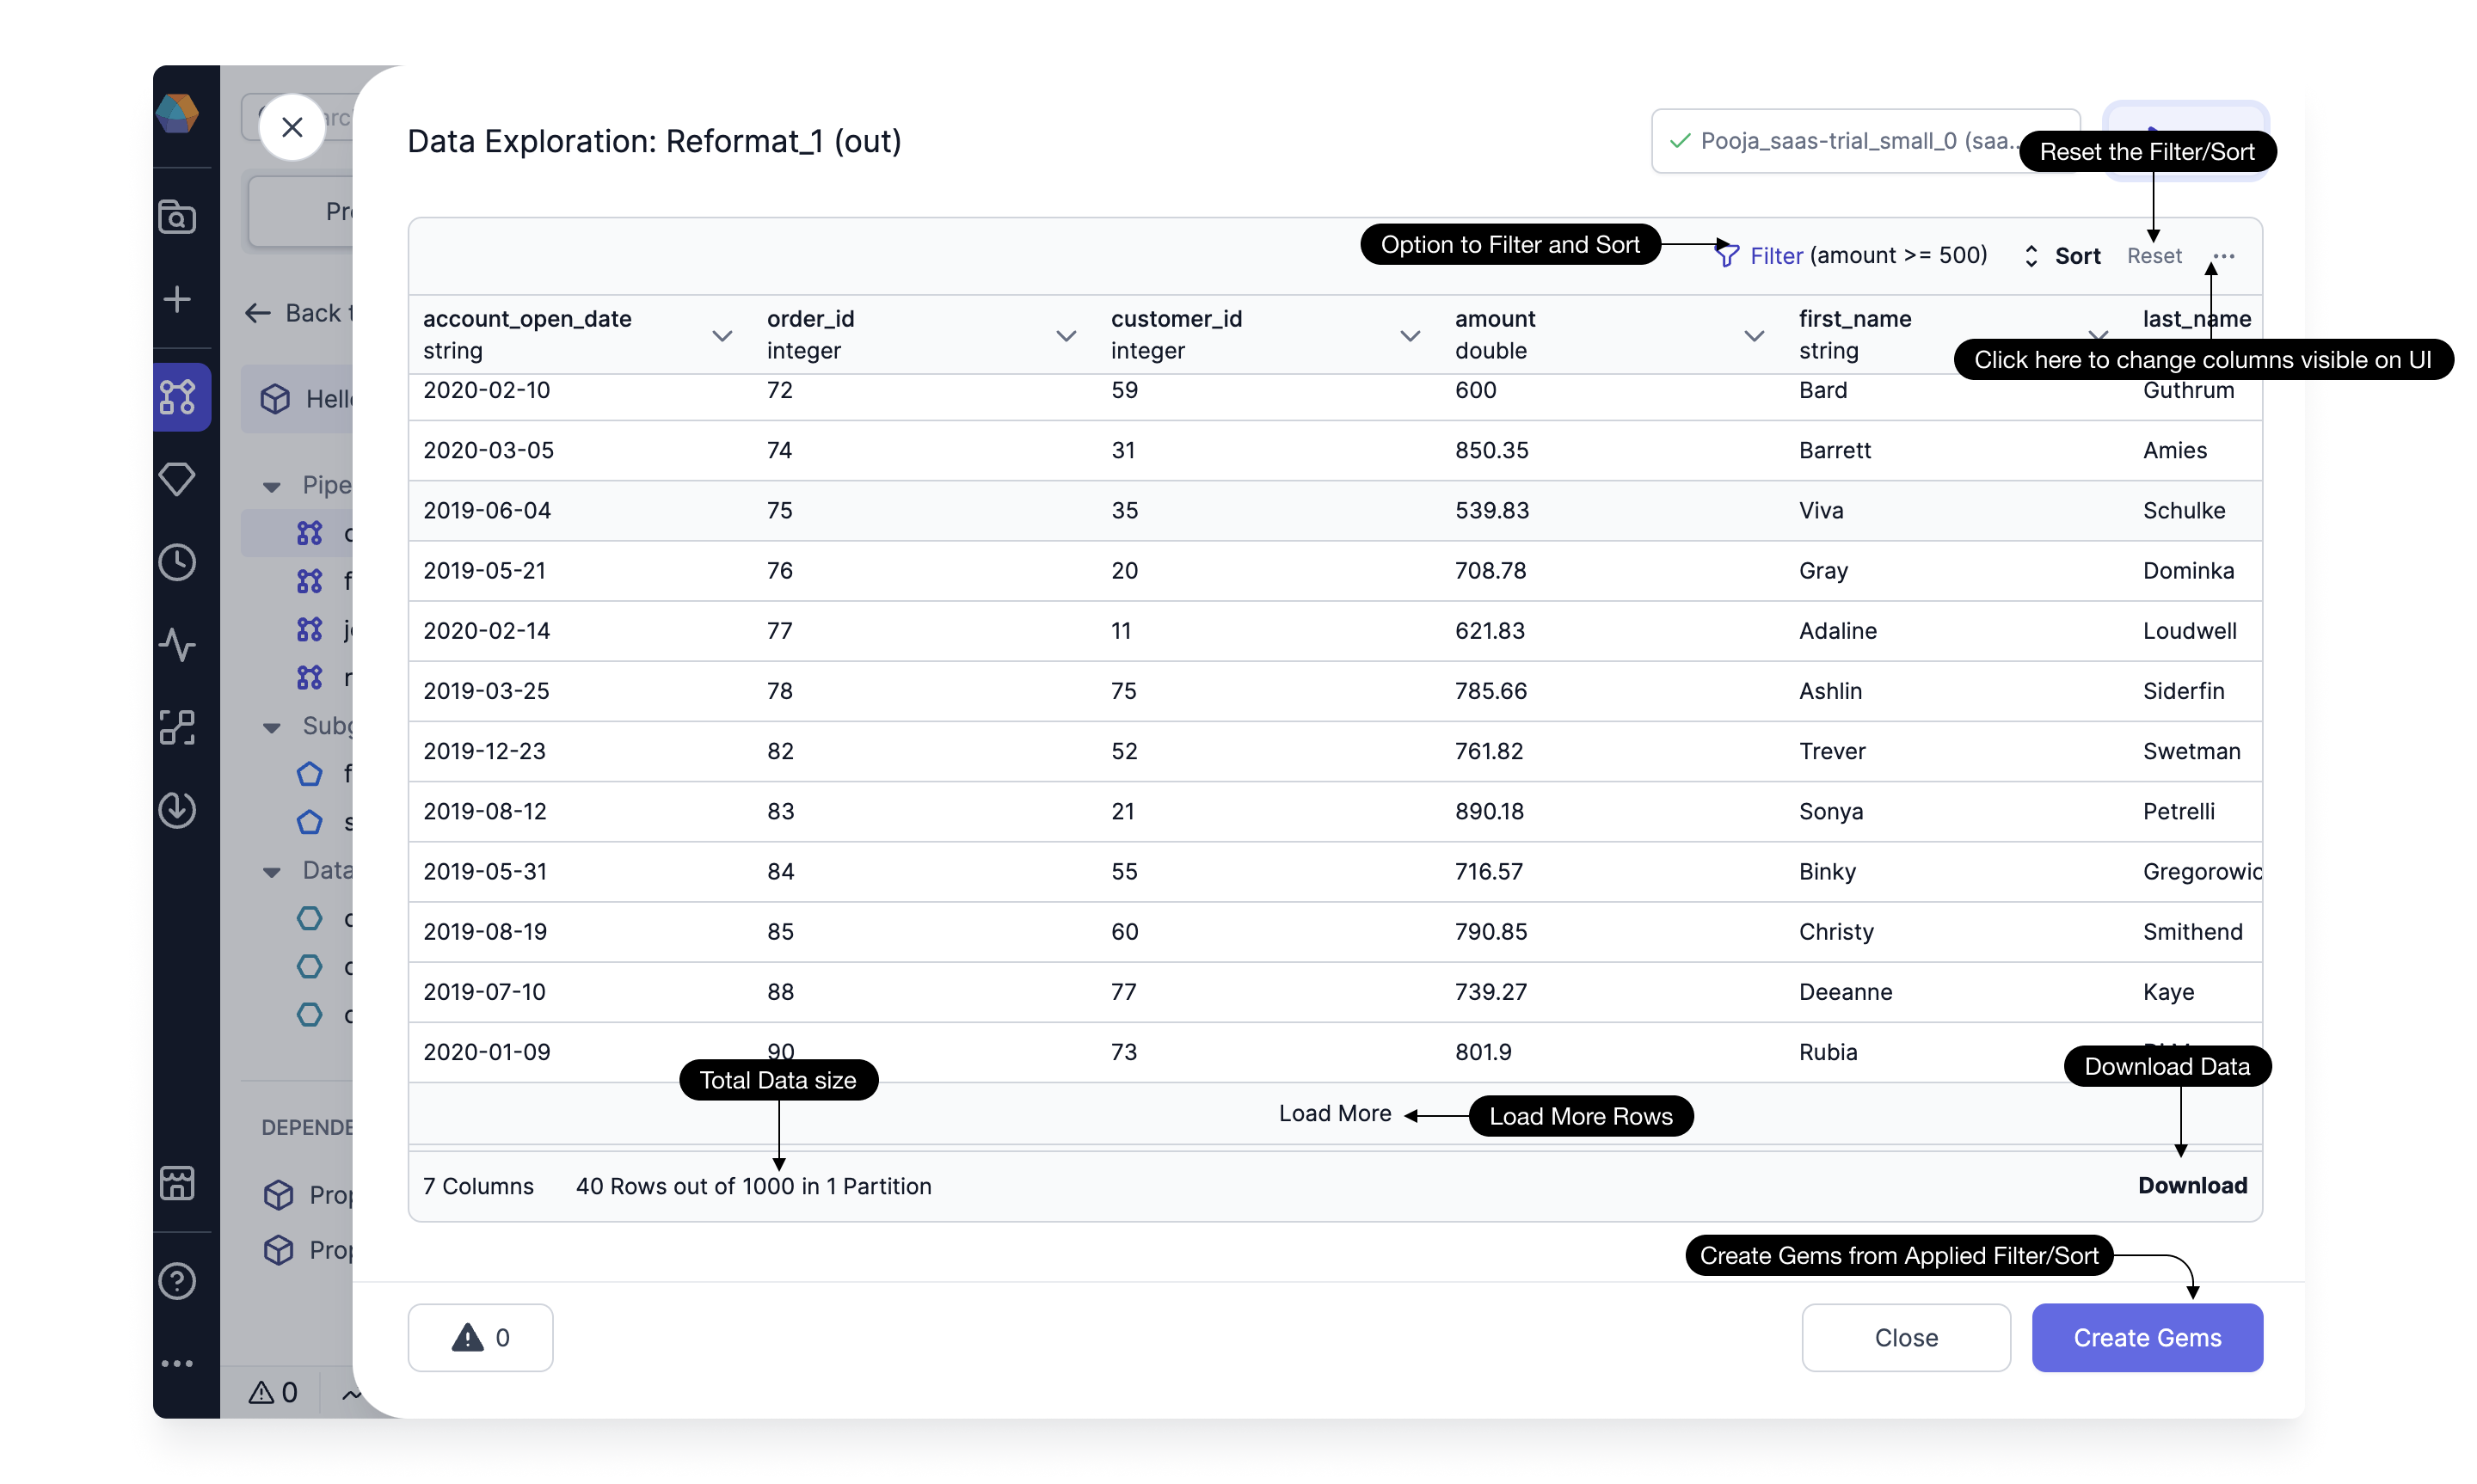 Data Exploration: Reformat_1 (out)
Pooja_saas-trial_small_0 (saa...
Reset the Filter/Sort
Option to Filter and Sort
Filter (amount >= 500)
Sort
Reset
account_open_date
string
order_id
integer
customer_id
integer
amount
double
first_name
string
last_name
Click here to change columns visible on UI
2020-02-10 72 59 600 Bard Guthrum
2020-03-05 74 31 850.35 Barrett Amies
2019-06-04 75 35 539.83 Viva Schulke
2019-05-21 76 20 708.78 Gray Dominka
2020-02-14 77 11 621.83 Adaline Loudwell
2019-03-25 78 75 785.66 Ashlin Siderfin
2019-12-23 82 52 761.82 Trever Swetman
2019-08-12 83 21 890.18 Sonya Petrelli
2019-05-31 84 55 716.57 Binky Gregorowic
2019-08-19 85 60 790.85 Christy Smithend
2019-07-10 88 77 739.27 Deeanne Kaye
2020-01-09 90 73 801.9 Rubia
Total Data size
Download Data
Load More
Load More Rows
7 Columns
40 Rows out of 1000 in 1 Partition
Download
Create Gems from Applied Filter/Sort
0
Close
Create Gems
Back
0